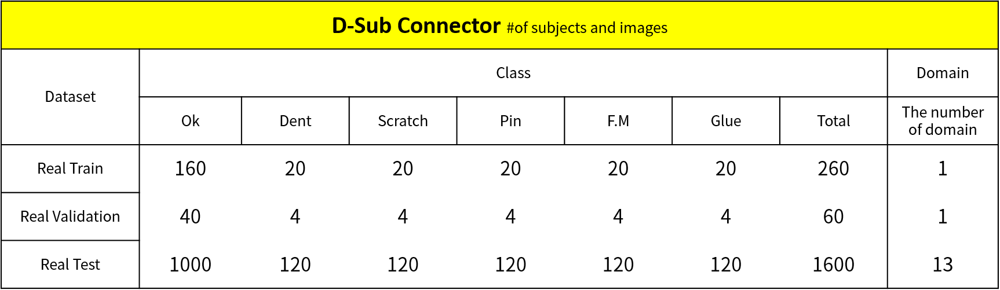 D-Sub Connector #of subjects and images
Dataset Class Domain
Ok Dent Scratch Pin F.M Glue Total The number
of domain
Real Train 160 20 20 20 20 20 260 1
Real Validation 40 4 4 4 4 4 60 1
Real Test 1000 120 120 120 120 120 1600 13